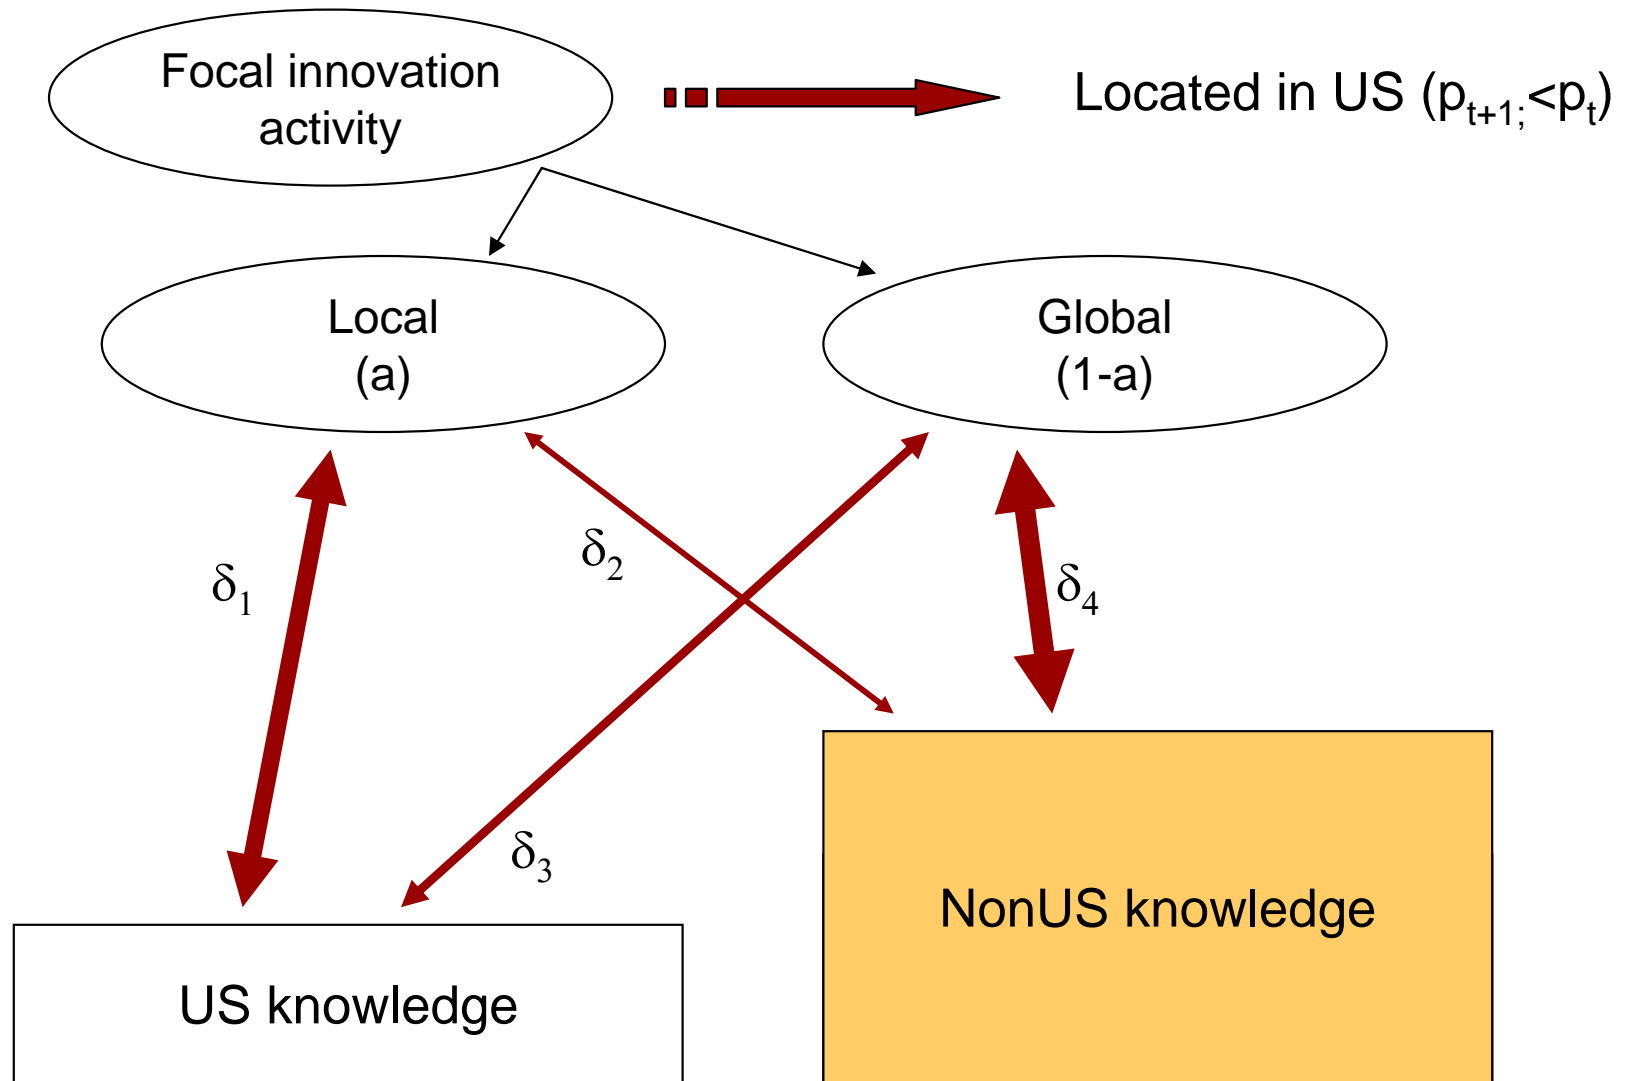 Focal innovation
activity
Located in US (pₜ₊₁;<pₜ)
Local
(a)
Global
(1-a)
δ₁
δ₂
δ₃
δ₄
NonUS knowledge
US knowledge